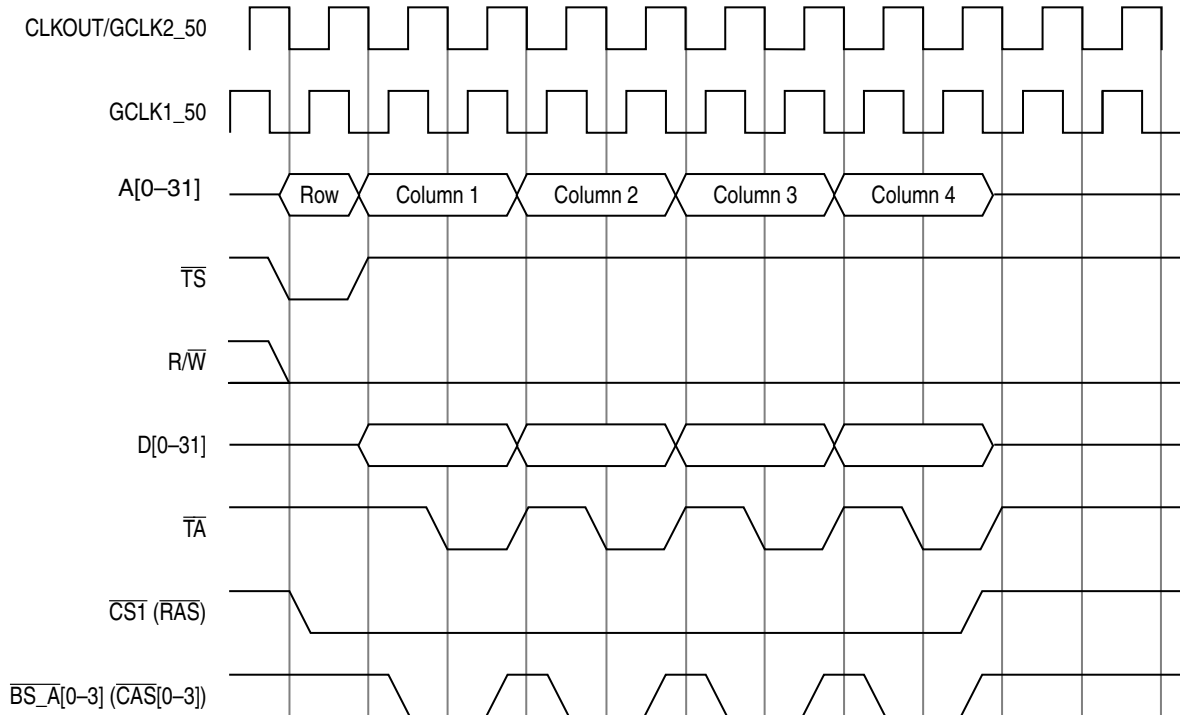 CLKOUT/GCLK2_50
GCLK1_50
A[0–31]
Row
Column 1
Column 2
Column 3
Column 4
TS
R/W
D[0–31]
TA
CS1 (RAS)
BS_A[0–3] (CAS[0–3])